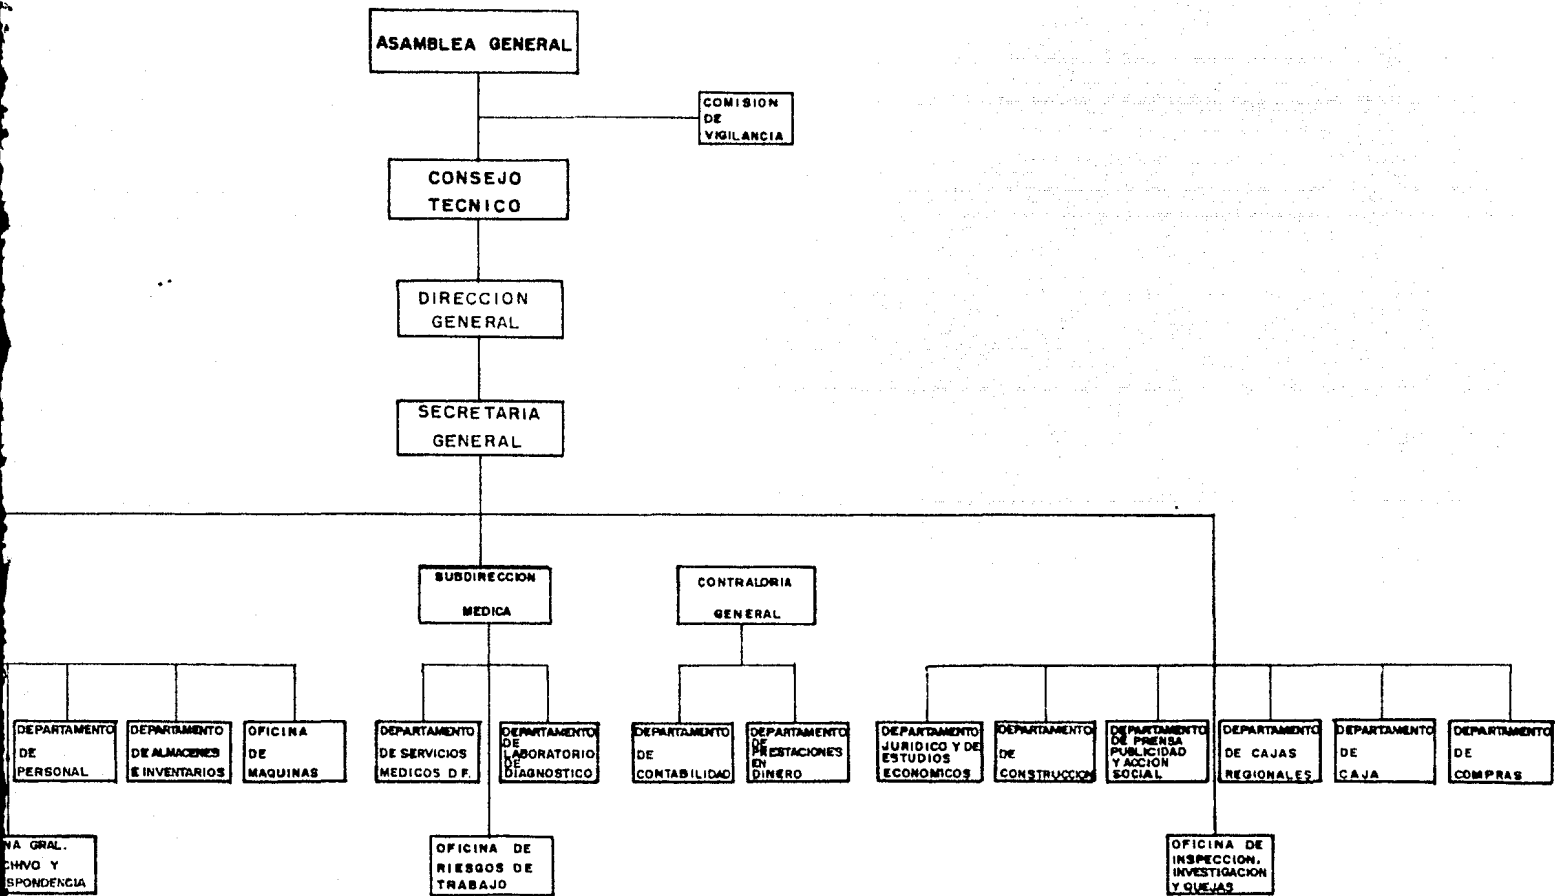 ASAMBLEA GENERAL
COMISION
DE
VIGILANCIA
CONSEJO
TECNICO
DIRECCION
GENERAL
SECRETARIA
GENERAL
SUBDIRECCION
MEDICA
CONTRALORIA
GENERAL
DEPARTAMENTO
DE
PERSONAL
DEPARTAMENTO
DE ALMACENES
E INVENTARIOS
OFICINA
DE
MAQUINAS
DEPARTAMENTO
DE SERVICIOS
MEDICOS D.F.
DEPARTAMENTO
DE
LABORATORIO
DE
DIAGNOSTICO
DEPARTAMENTO
DE
CONTABILIDAD
DEPARTAMENTO
DE
PRESTACIONES
EN
DINERO
DEPARTAMENTO
JURIDICO Y DE
ESTUDIOS
ECONOMICOS
DEPARTAMENTO
DE
CONSTRUCCION
DEPARTAMENTO
DE PRENSA
PUBLICIDAD
Y ACCION
SOCIAL
DEPARTAMENTO
DE CAJAS
REGIONALES
DEPARTAMENTO
DE
CAJA
DEPARTAMENTO
DE
COMPRAS
NA GRAL.
CHIVO Y
SPONDENCIA
OFICINA DE
RIESGOS DE
TRABAJO
OFICINA DE
INSPECCION,
INVESTIGACION
Y QUEJAS